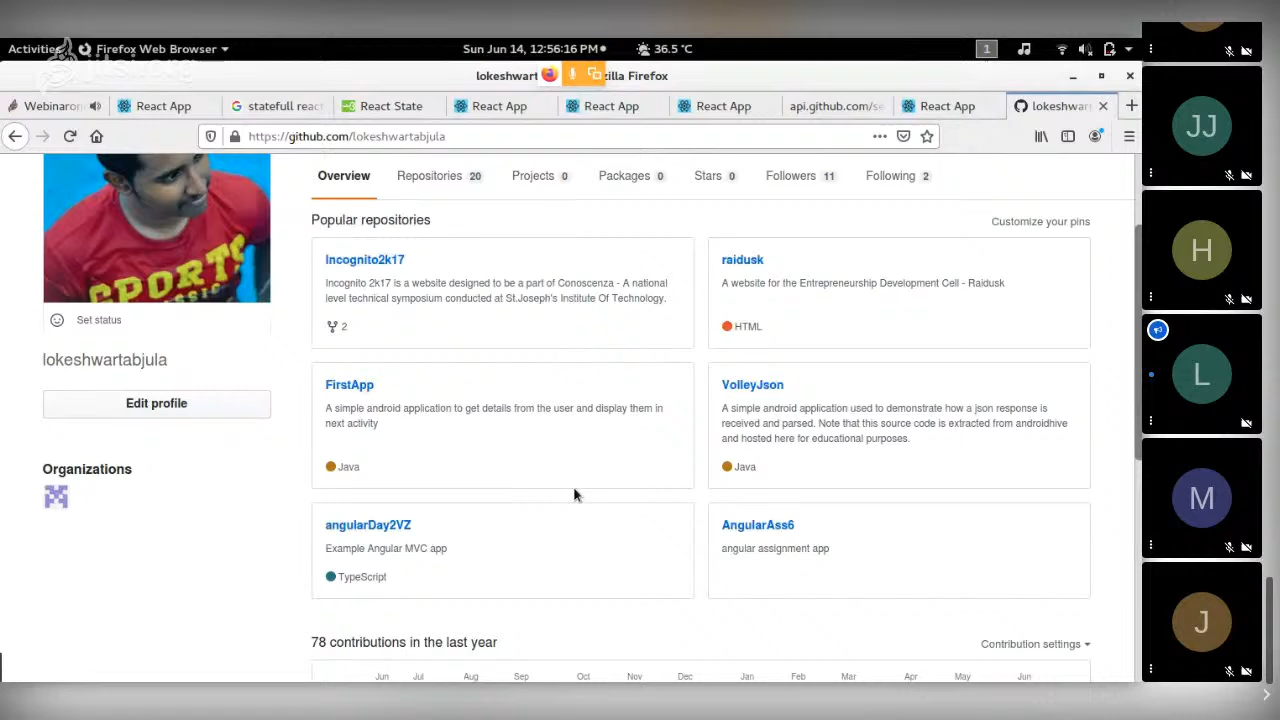 Activities
Firefox Web Browser
Sun Jun 14, 12:56:16 PM
36.5 °C
1
jitsi.org
lokeshwart
zilla Firefox
Webinaron
React App
statefull reac
React State
React App
React App
React App
api.github.com/se
React App
lokeshwar
https://github.com/lokeshwartabjula
Overview
Repositories 20
Projects 0
Packages 0
Stars 0
Followers 11
Following 2
SPORTS
Set status
lokeshwartabjula
Edit profile
Organizations
Popular repositories
Customize your pins
Incognito2k17
Incognito 2k17 is a website designed to be a part of Conoscenza - A national
level technical symposium conducted at St.Joseph's Institute Of Technology.
2
raidusk
A website for the Entrepreneurship Development Cell - Raidusk
HTML
FirstApp
A simple android application to get details from the user and display them in
next activity
Java
VolleyJson
A simple android application used to demonstrate how a json response is
received and parsed. Note that this source code is extracted from androidhive
and hosted here for educational purposes.
Java
angularDay2VZ
Example Angular MVC app
TypeScript
AngularAss6
angular assignment app
78 contributions in the last year
Contribution settings
Jun Jul Aug Sep Oct Nov Dec Jan Feb Mar Apr May Jun
JJ
H
L
M
J